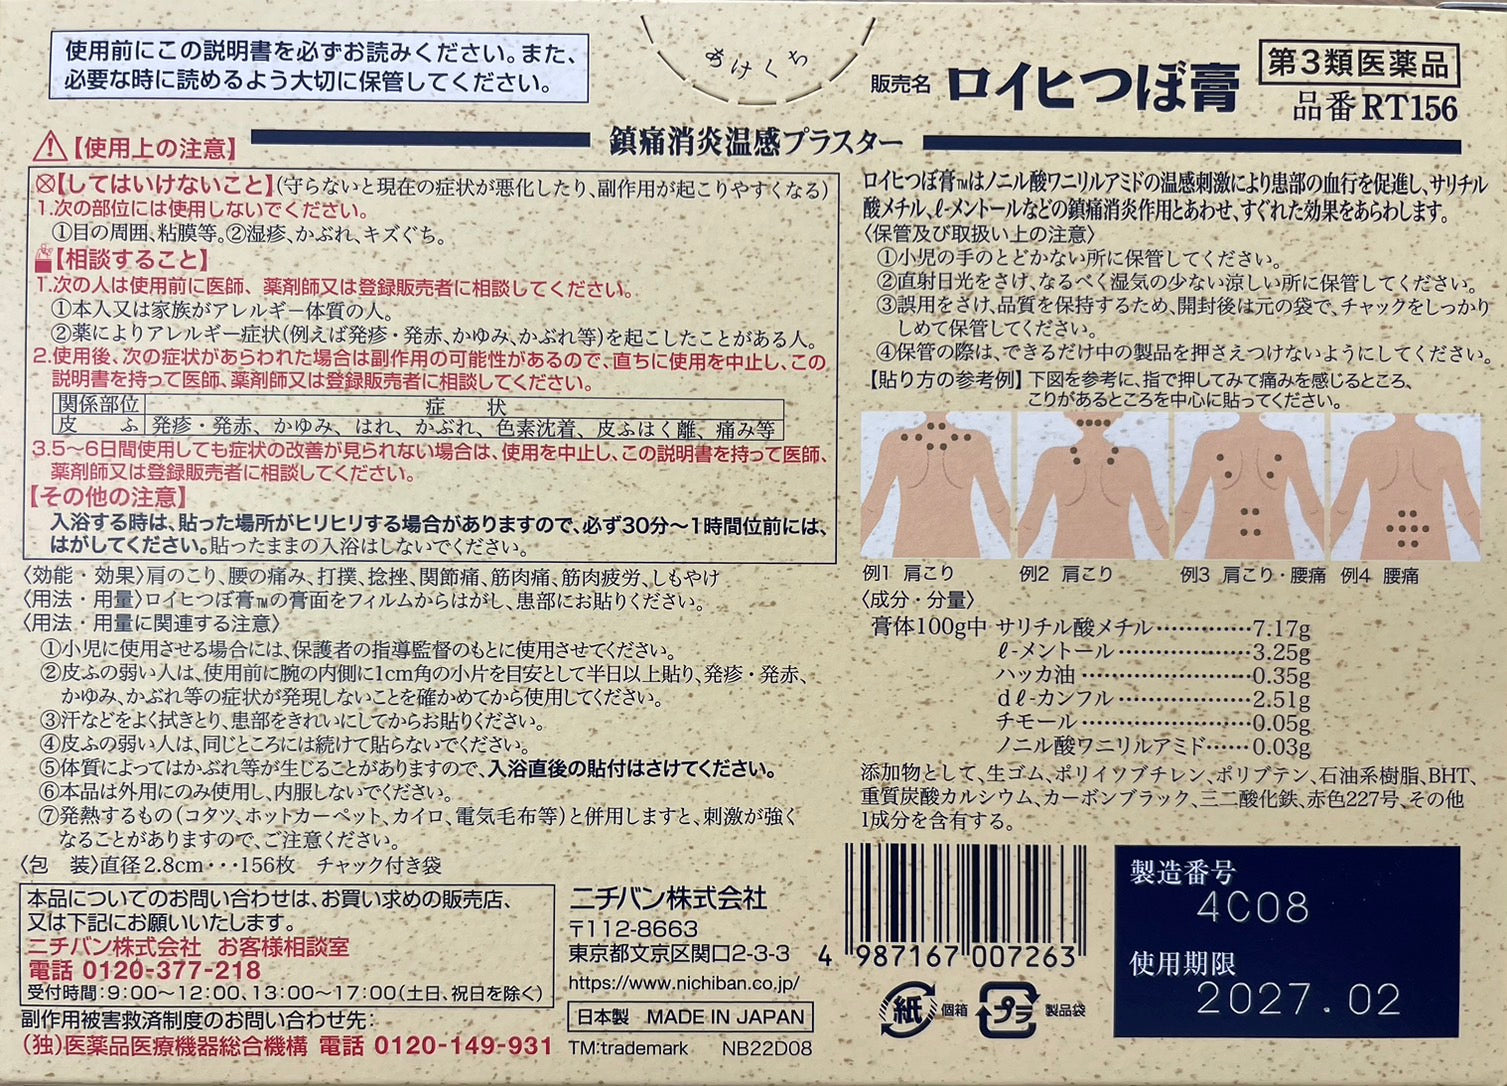 使用前にこの説明書を必ずお読みください。また、
必要な時に読めるよう大切に保管してください。
あけくち
販売名 ロイヒつぼ膏 第3類医薬品
品番RT156
鎮痛消炎温感プラスター
【使用上の注意】
【してはいけないこと】(守らないと現在の症状が悪化したり、副作用が起こりやすくなる)
1.次の部位には使用しないでください。
①目の周囲、粘膜等。②湿疹、かぶれ、キズぐち。
【相談すること】
1.次の人は使用前に医師、薬剤師又は登録販売者に相談してください。
①本人又は家族がアレルギー体質の人。
②薬によりアレルギー症状(例えば発疹・発赤、かゆみ、かぶれ等)を起こしたことがある人。
2.使用後、次の症状があらわれた場合は副作用の可能性があるので、直ちに使用を中止し、この
説明書を持って医師、薬剤師又は登録販売者に相談してください。
関係部位 症 状
皮 ふ 発疹・発赤、かゆみ、はれ、かぶれ、色素沈着、皮ふはく離、痛み等
3.5〜6日間使用しても症状の改善が見られない場合は、使用を中止し、この説明書を持って医師、
薬剤師又は登録販売者に相談してください。
【その他の注意】
入浴する時は、貼った場所がヒリヒリする場合がありますので、必ず30分〜1時間位前には、
はがしてください。貼ったままの入浴はしないでください。
〈効能・効果〉肩のこり、腰の痛み、打撲、捻挫、関節痛、筋肉痛、筋肉疲労、しもやけ
〈用法・用量〉ロイヒつぼ膏TMの膏面をフィルムからはがし、患部にお貼りください。
〈用法・用量に関連する注意〉
①小児に使用させる場合には、保護者の指導監督のもとに使用させてください。
②皮ふの弱い人は、使用前に腕の内側に1cm角の小片を目安として半日以上貼り、発疹・発赤、
かゆみ、かぶれ等の症状が発現しないことを確かめてから使用してください。
③汗などをよく拭きとり、患部をきれいにしてからお貼りください。
④皮ふの弱い人は、同じところには続けて貼らないでください。
⑤体質によってはかぶれ等が生じることがありますので、入浴直後の貼付はさけてください。
⑥本品は外用にのみ使用し、内服しないでください。
⑦発熱するもの(コタツ、ホットカーペット、カイロ、電気毛布等)と併用しますと、刺激が強く
なることがありますので、ご注意ください。
〈包 装〉直径2.8cm・・・156枚 チャック付き袋
本品についてのお問い合わせは、お買い求めの販売店、
又は下記にお願いいたします。
ニチバン株式会社 お客様相談室
電話 0120-377-218
受付時間:9:00〜12:00、13:00〜17:00(土日、祝日を除く)
副作用被害救済制度のお問い合わせ先:
(独)医薬品医療機器総合機構 電話 0120-149-931
ニチバン株式会社
〒112-8663
東京都文京区関口2-3-3
https://www.nichiban.co.jp/
日本製 MADE IN JAPAN
TM:trademark NB22D08
ロイヒつぼ膏TMはノニル酸ワニリルアミドの温感刺激により患部の血行を促進し、サリチル
酸メチル、ℓ-メントールなどの鎮痛消炎作用とあわせ、すぐれた効果をあらわします。
〈保管及び取扱い上の注意〉
①小児の手のとどかない所に保管してください。
②直射日光をさけ、なるべく湿気の少ない涼しい所に保管してください。
③誤用をさけ、品質を保持するため、開封後は元の袋で、チャックをしっかり
しめて保管してください。
④保管の際は、できるだけ中の製品を押さえつけないようにしてください。
【貼り方の参考例】下図を参考に、指で押してみて痛みを感じるところ、
こりがあるところを中心に貼ってください。
例1 肩こり 例2 肩こり 例3 肩こり・腰痛 例4 腰痛
〈成分・分量〉
膏体100g中 サリチル酸メチル・・・・・・・・・・・・7.17g
ℓ-メントール・・・・・・・・・・・・・・・・3.25g
ハッカ油・・・・・・・・・・・・・・・・・・・・0.35g
dℓ-カンフル・・・・・・・・・・・・・・・・2.51g
チモール・・・・・・・・・・・・・・・・・・・・0.05g
ノニル酸ワニリルアミド・・・・・・0.03g
添加物として、生ゴム、ポリイソブチレン、ポリブテン、石油系樹脂、BHT、
重質炭酸カルシウム、カーボンブラック、三二酸化鉄、赤色227号、その他
1成分を含有する。
4 987167 007263
紙 個箱 プラ 製品袋
製造番号
4C08
使用期限
2027.02